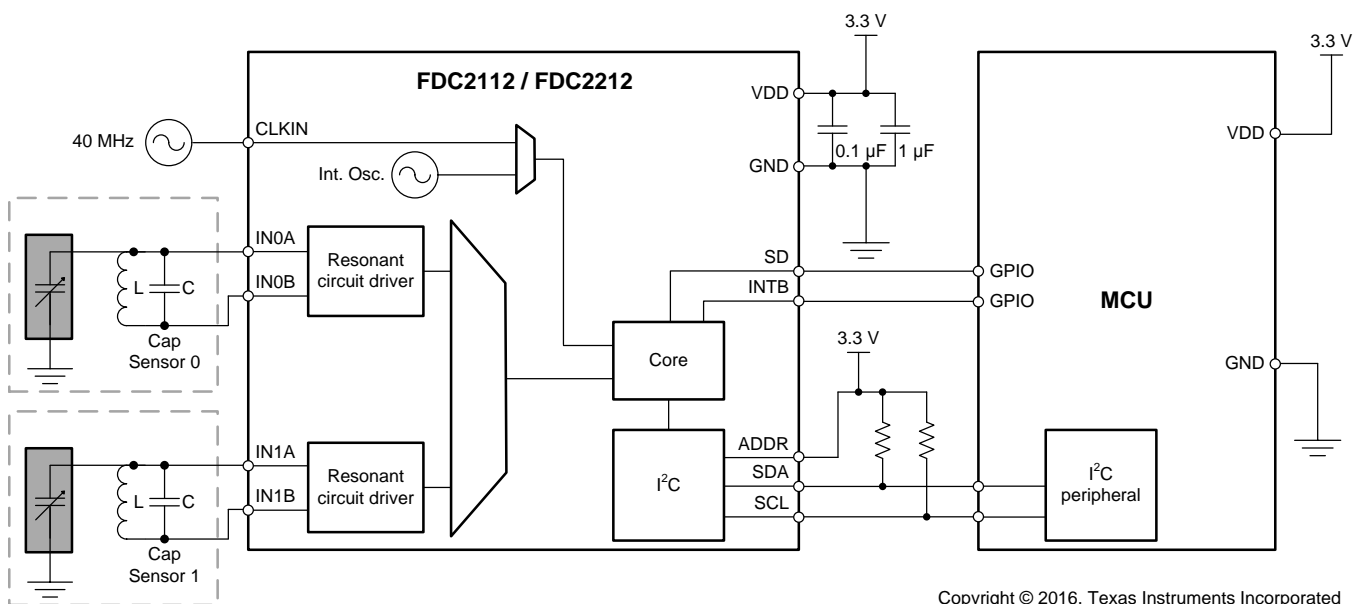 3.3 V
3.3 V
FDC2112 / FDC2212
VDD
CLKIN
40 MHz
VDD
0.1 µF
1 µF
GND
Int. Osc.
IN0A
Resonant
circuit driver
IN0B
L
C
Cap
Sensor 0
SD
GPIO
INTB
GPIO
MCU
Core
3.3 V
GND
IN1A
Resonant
circuit driver
IN1B
L
C
Cap
Sensor 1
ADDR
I²C
SDA
SCL
I²C
peripheral
Copyright © 2016, Texas Instruments Incorporated